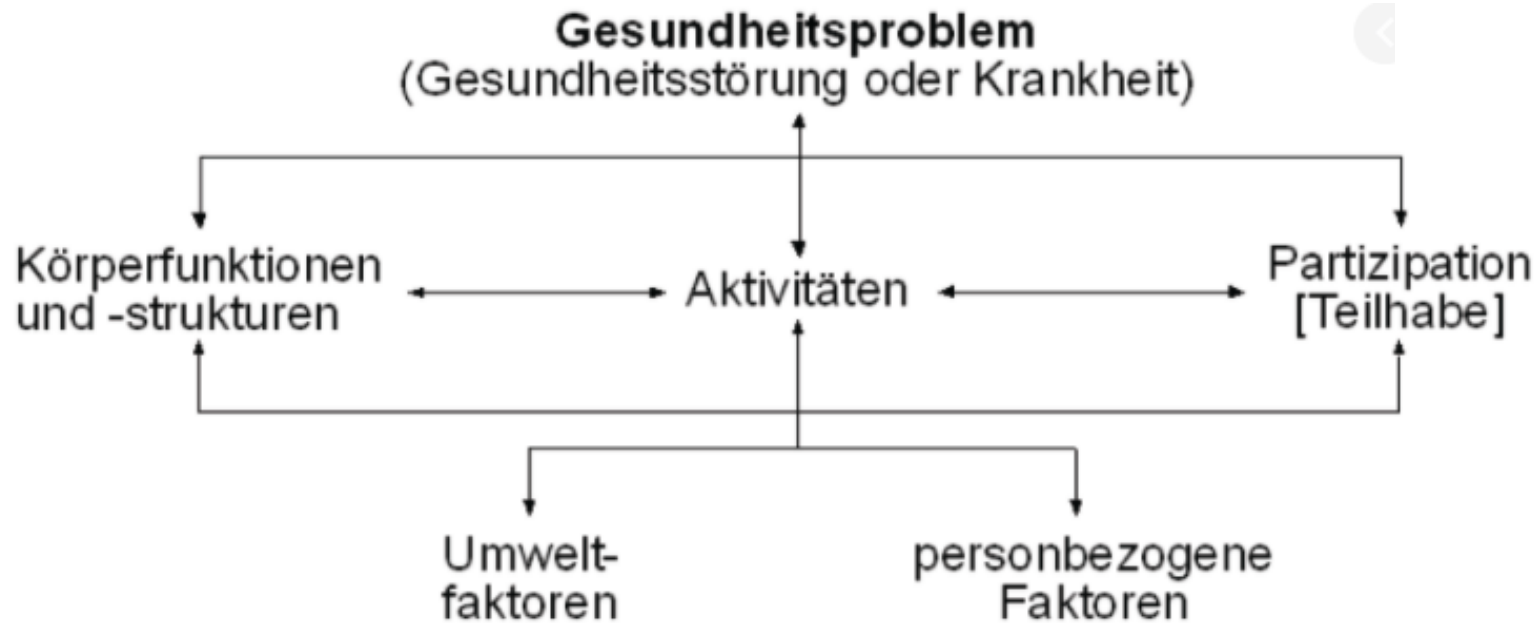 Gesundheitsproblem
(Gesundheitsstörung oder Krankheit)
Körperfunktionen
und -strukturen
Aktivitäten
Partizipation
[Teilhabe]
Umwelt-
faktoren
personbezogene
Faktoren